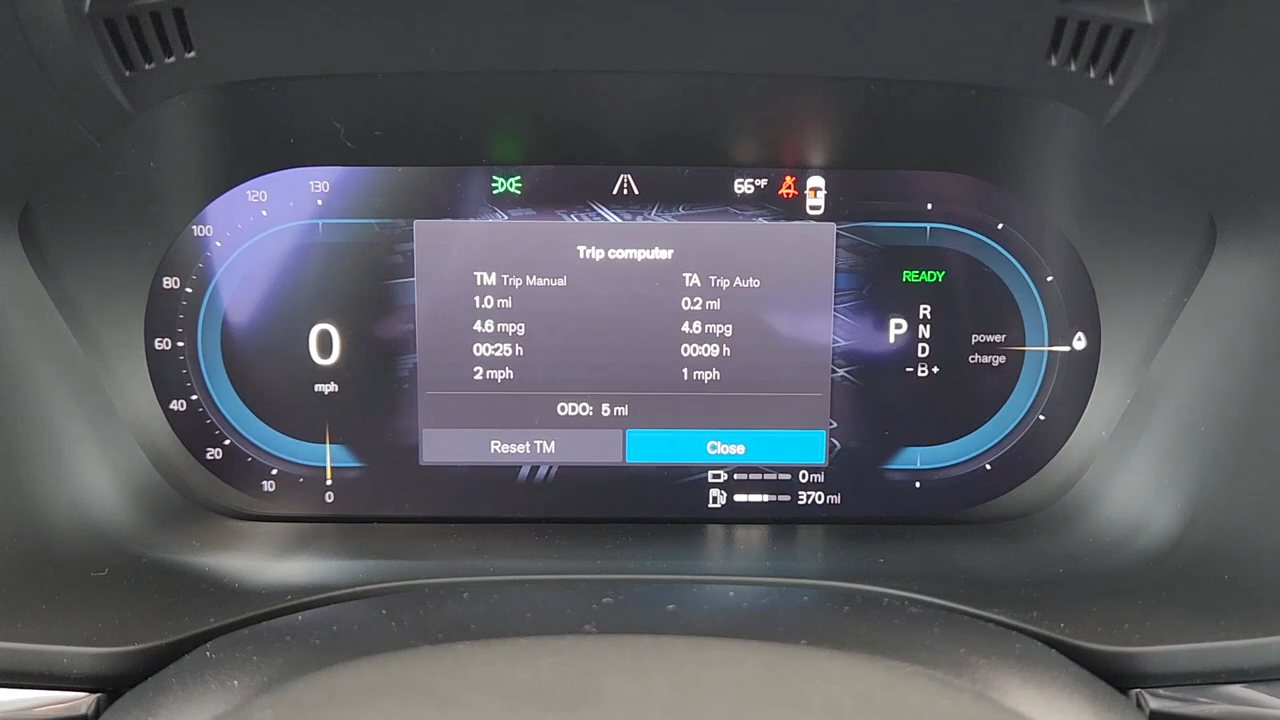 120 130
66°F
100
80
60
40
20
10
0
0
mph
Trip computer
TM Trip Manual
1.0 mi
4.6 mpg
00:25 h
2 mph
TA Trip Auto
0.2 mi
4.6 mpg
00:09 h
1 mph
ODO: 5 mi
Reset TM
Close
0 mi
370 mi
READY
P
R
N
D
-B+
power
charge